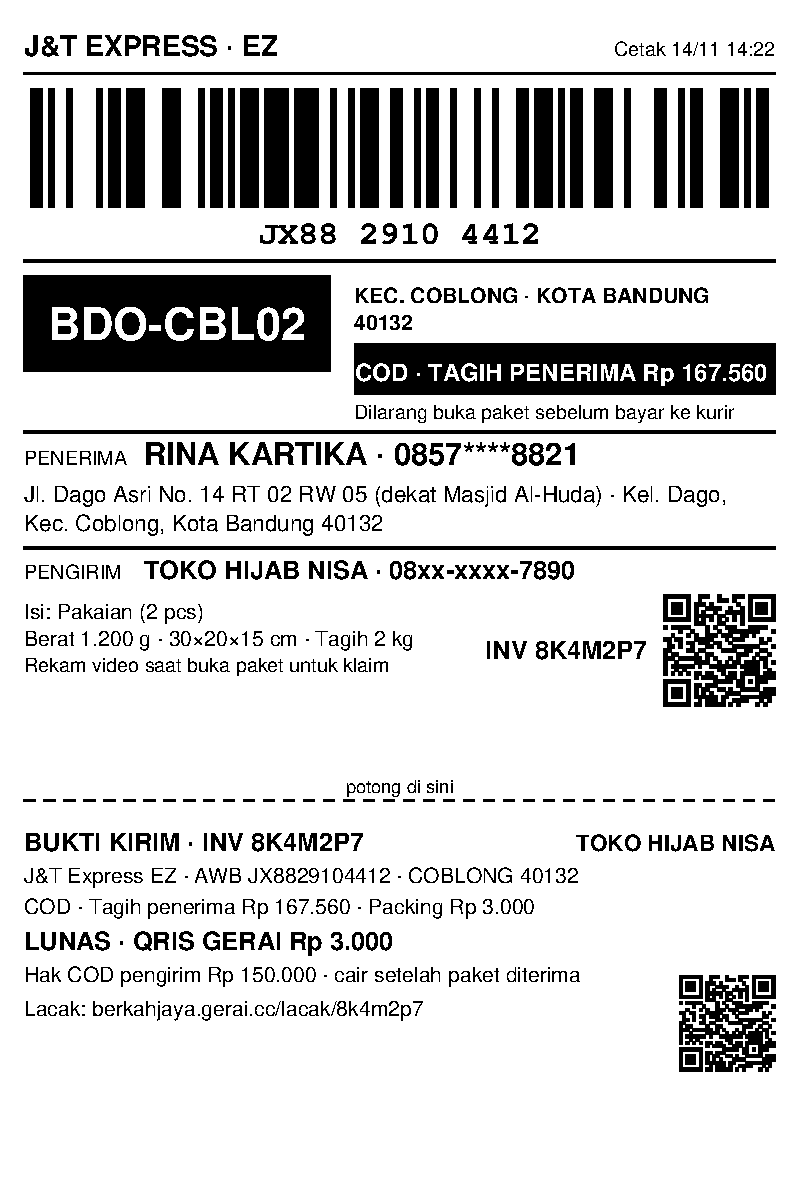 J&T EXPRESS · EZ
Cetak 14/11 14:22
JX88 2910 4412
BDO-CBL02
KEC. COBLONG · KOTA BANDUNG
40132
COD · TAGIH PENERIMA Rp 167.560
Dilarang buka paket sebelum bayar ke kurir
PENERIMA RINA KARTIKA · 0857****8821
Jl. Dago Asri No. 14 RT 02 RW 05 (dekat Masjid Al-Huda) · Kel. Dago,
Kec. Coblong, Kota Bandung 40132
PENGIRIM TOKO HIJAB NISA · 08xx-xxxx-7890
Isi: Pakaian (2 pcs)
Berat 1.200 g · 30×20×15 cm · Tagih 2 kg
Rekam video saat buka paket untuk klaim
INV 8K4M2P7
potong di sini
BUKTI KIRIM · INV 8K4M2P7
TOKO HIJAB NISA
J&T Express EZ · AWB JX8829104412 · COBLONG 40132
COD · Tagih penerima Rp 167.560 · Packing Rp 3.000
LUNAS · QRIS GERAI Rp 3.000
Hak COD pengirim Rp 150.000 · cair setelah paket diterima
Lacak: berkahjaya.gerai.cc/lacak/8k4m2p7